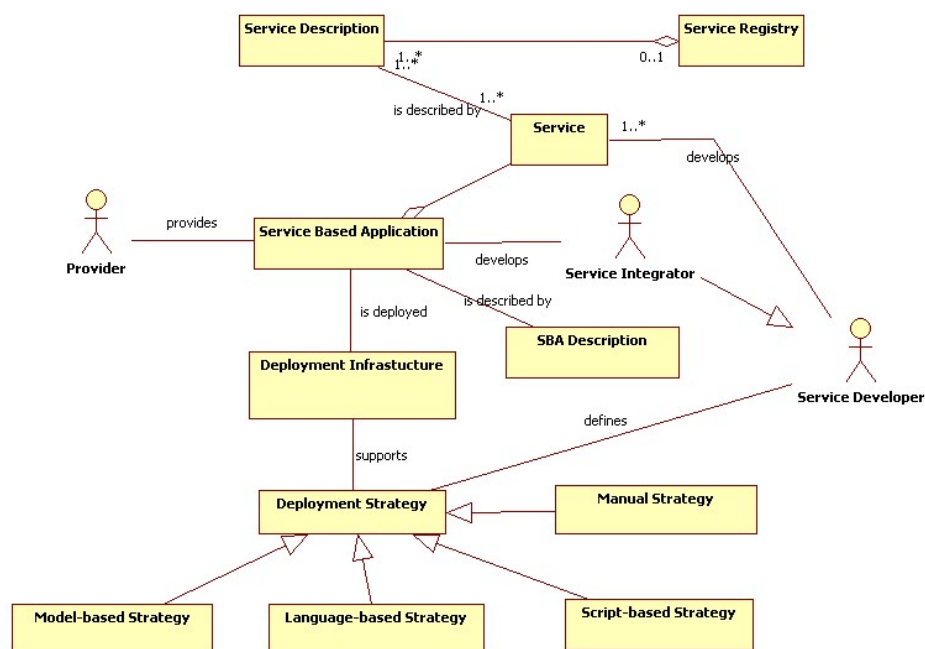 Service Description
Service Registry
1..*
0..1
1..*
1..*
is described by
Service
1..*
develops
provides
Service Based Application
develops
Provider
Service Integrator
is deployed
is described by
SBA Description
Deployment Infrastucture
Service Developer
defines
supports
Deployment Strategy
Manual Strategy
Model-based Strategy
Language-based Strategy
Script-based Strategy